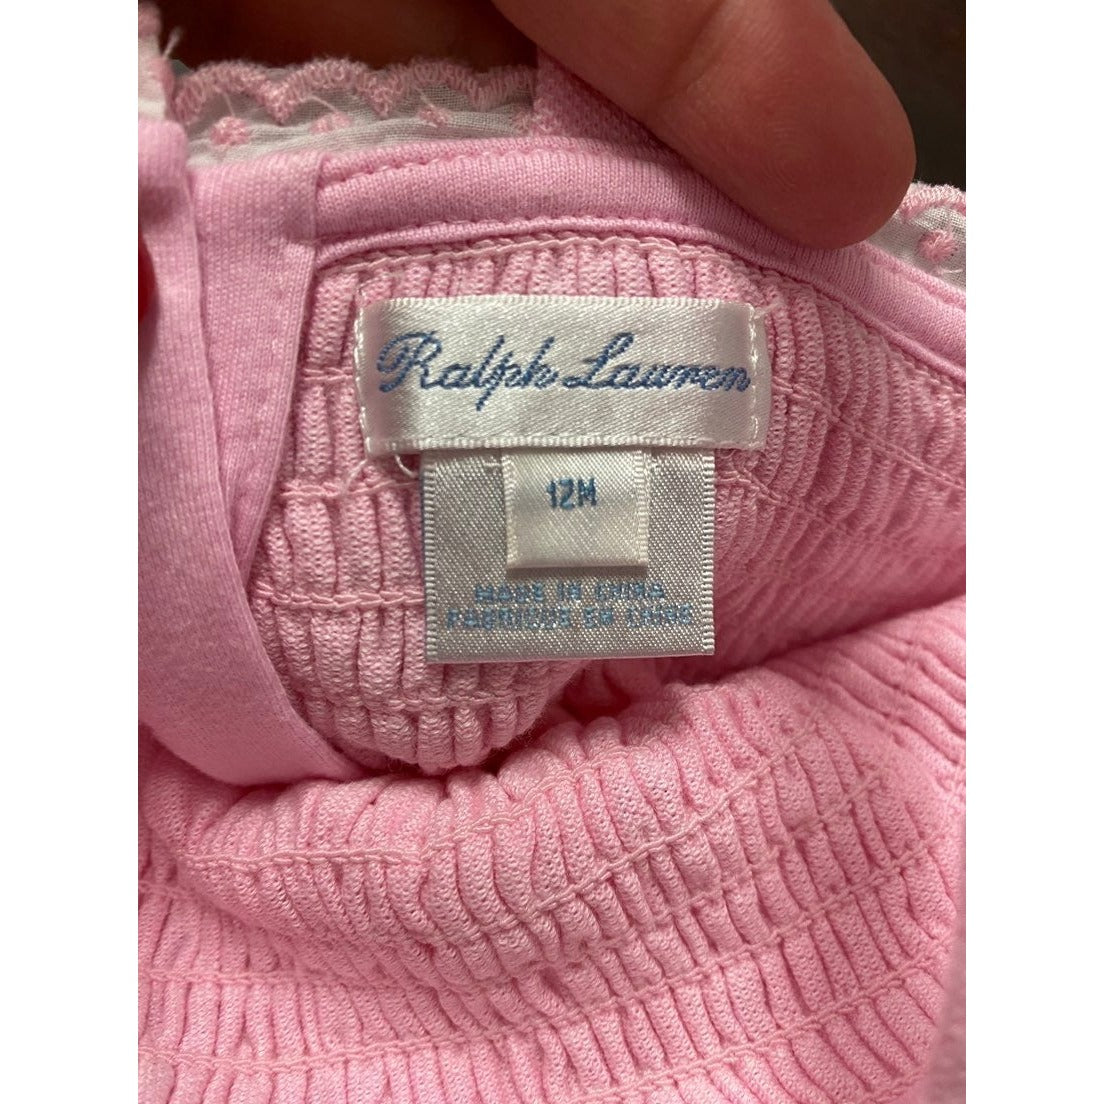 Ralph Lauren
12M
MADE IN CHINA
FABRIQUÉ EN CHINE